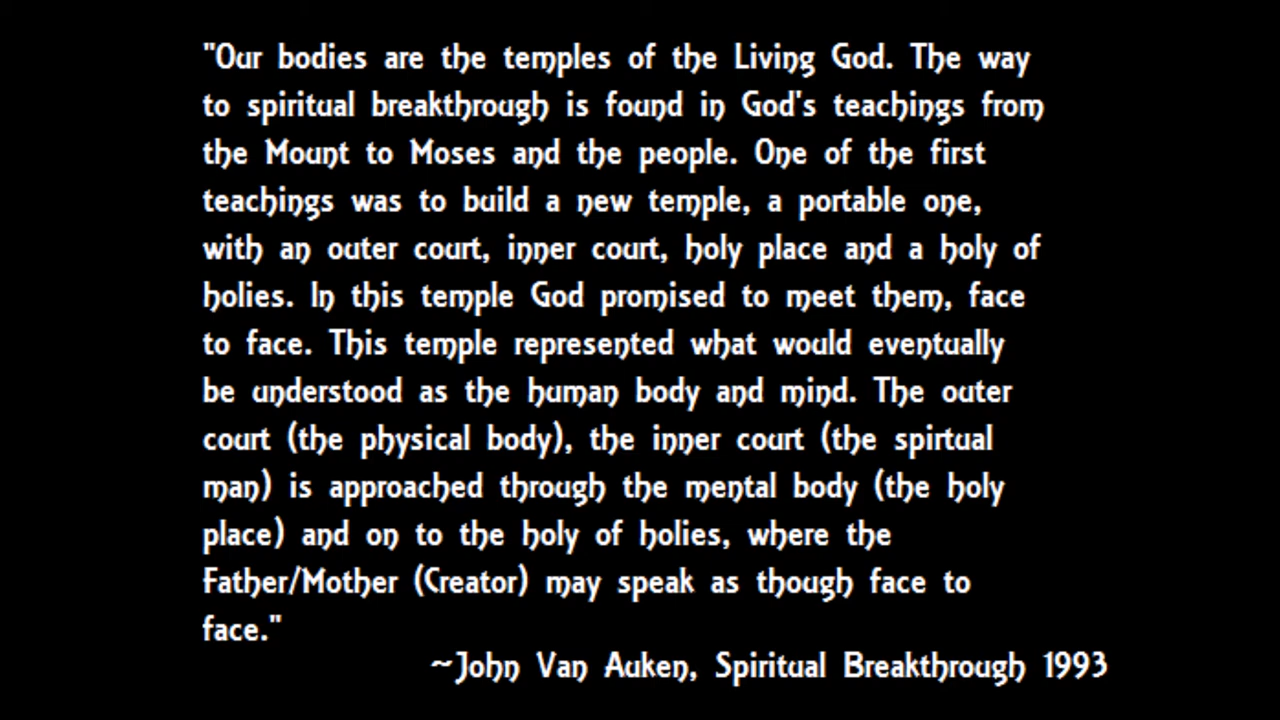 "Our bodies are the temples of the Living God. The way
to spiritual breakthrough is found in God's teachings from
the Mount to Moses and the people. One of the first
teachings was to build a new temple, a portable one,
with an outer court, inner court, holy place and a holy of
holies. In this temple God promised to meet them, face
to face. This temple represented what would eventually
be understood as the human body and mind. The outer
court (the physical body), the inner court (the spirtual
man) is approached through the mental body (the holy
place) and on to the holy of holies, where the
Father/Mother (Creator) may speak as though face to
face."
~John Van Auken, Spiritual Breakthrough 1993